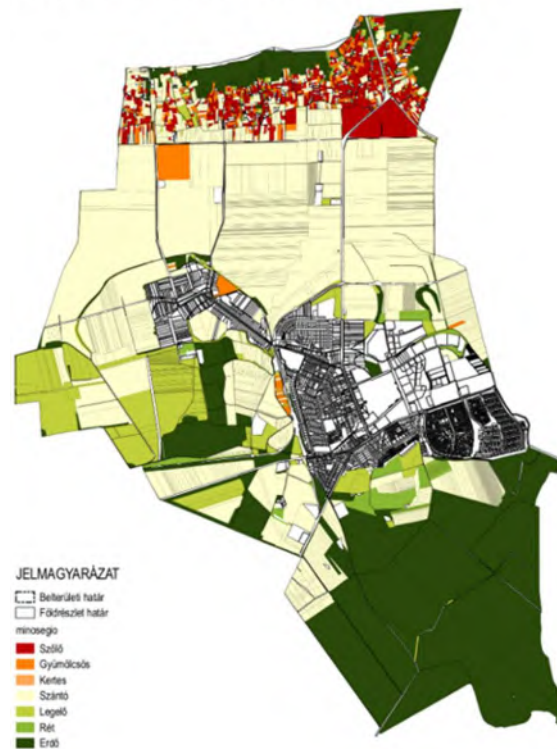 JELMAGYARÁZAT
Belterületi határ
Földrészlet határ
minosegio
Szőlő
Gyümölcsös
Kertes
Szántó
Legelő
Rét
Erdő